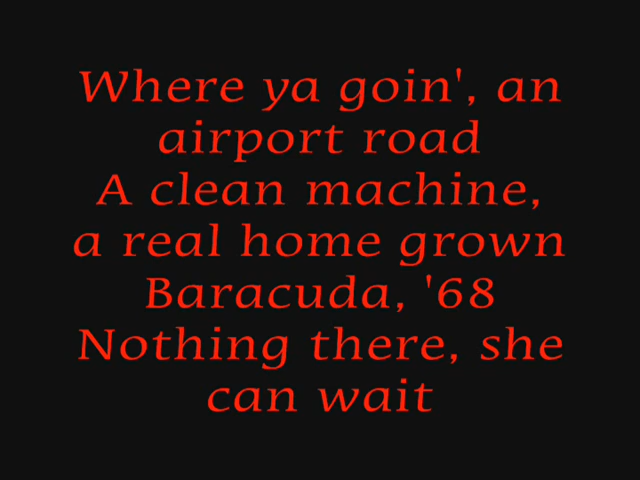 Where ya goin', an
airport road
A clean machine,
a real home grown
Baracuda, '68
Nothing there, she
can wait